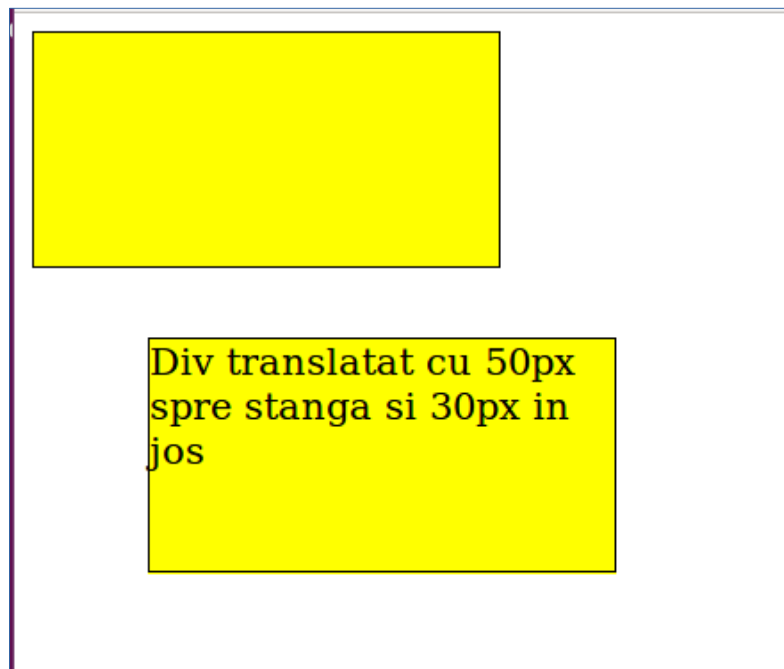 Div translatat cu 50px
spre stanga si 30px in
jos